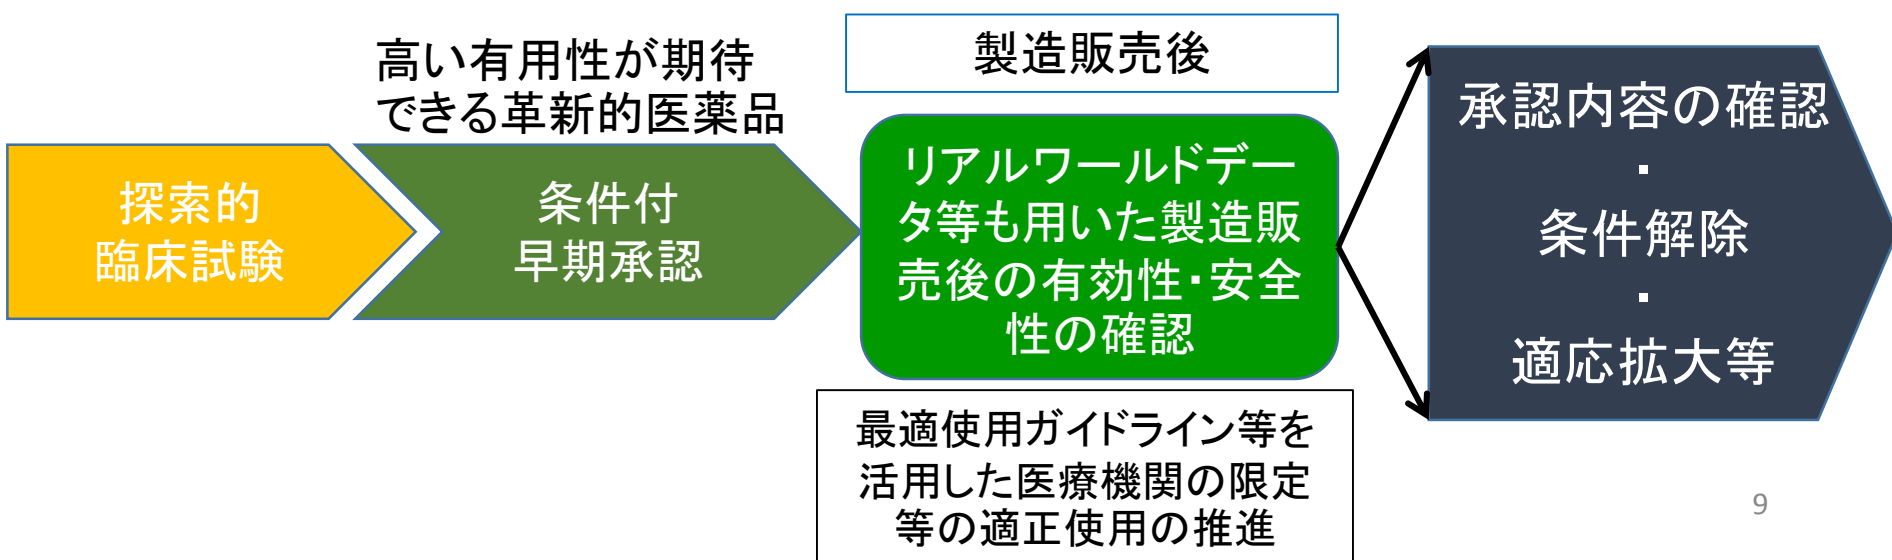 高い有用性が期待
できる革新的医薬品
探索的
臨床試験
条件付
早期承認
製造販売後
リアルワールドデー
タ等も用いた製造販
売後の有効性・安全
性の確認
最適使用ガイドライン等を
活用した医療機関の限定
等の適正使用の推進
承認内容の確認
・
条件解除
・
適応拡大等
9